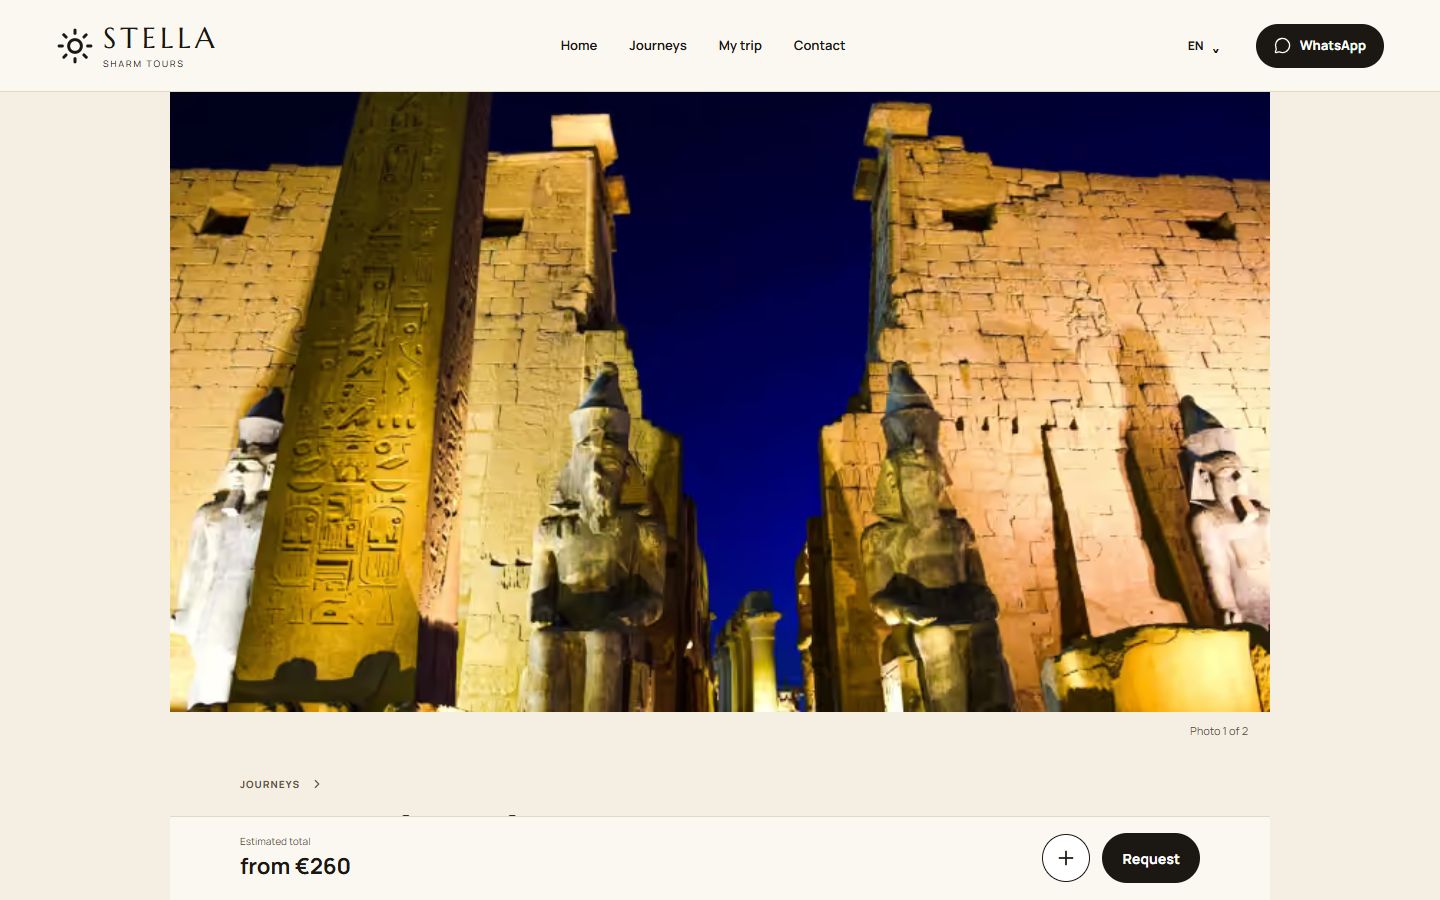 STELLA
SHARM TOURS
Home
Journeys
My trip
Contact
EN
WhatsApp
Photo 1 of 2
JOURNEYS
Estimated total
from €260
Request